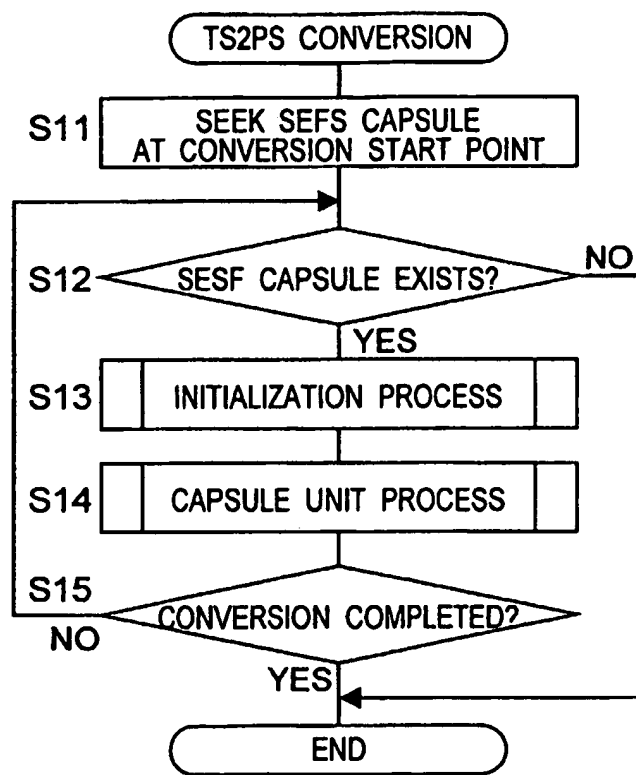 TS2PS CONVERSION
S11
SEEK SEFS CAPSULE
AT CONVERSION START POINT
S12
SESF CAPSULE EXISTS?
NO
YES
S13
INITIALIZATION PROCESS
S14
CAPSULE UNIT PROCESS
S15
CONVERSION COMPLETED?
NO
YES
END